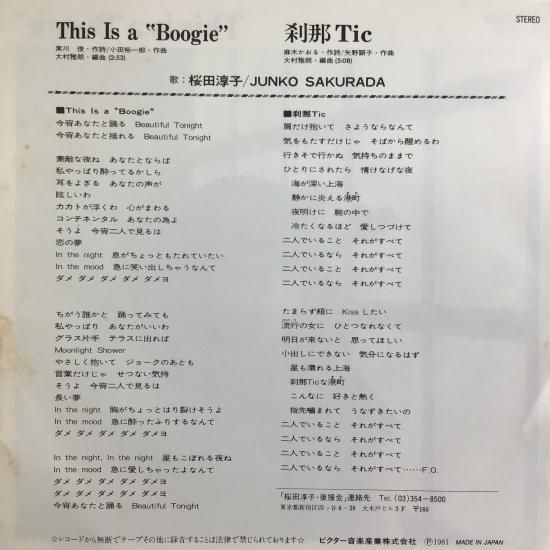 STEREO
This Is a "Boogie"
実川 俊・作詩/小田裕一郎・作曲
大村雅朗・編曲 (2:53)
刹那Tic
麻木かおる・作詩/矢野顕子・作曲
大村雅朗・編曲 (5:08)
歌:桜田淳子/JUNKO SAKURADA
■This Is a "Boogie"
今宵あなたと踊る Beautiful Tonight
今宵あなたと揺れる Beautiful Tonight
素敵な夜ね あなたとならば
私やっぱり酔ってるかしら
耳をよぎる あなたの声が
眩しいわ
カカトが浮くわ 心がまわる
コンチネンタル あなたの為よ
そうよ 今宵二人で見るは
恋の夢
In the night 息がちょっともたれていたい
In the mood 急に笑い出しちゃうなんて
ダメ ダメ ダメ ダメ ダメヨ
ちがう誰かと 踊ってみても
私やっぱり あなたがいいわ
グラス片手 テラスに出れば
Moonlight Shower
やさしく抱いて ジョークのあとも
言葉だけじゃ せつない気持
そうよ 今宵二人で見るは
長い夢
In the night 胸がちょっとはり裂けそうよ
In the mood 急に酔ったふりするなんて
ダメ ダメ ダメ ダメ ダメヨ
In the night, In the night 星もこぼれる夜ね
In the mood 急に愛しちゃったよなんて
ダメ ダメ ダメ ダメ ダメヨ
ダメ ダメ ダメ ダメ ダメヨ
今宵あなたと踊る Beautiful Tonight
■刹那Tic
肩だけ抱いて さようならなんて
気をもたすだけじゃ そばから醒めるわ
行きそで行かぬ 気持ちのままで
ひとりにされたら 情けなげな夜
海が深い上海
静かに炎える港町
夜明けに 腕の中で
冷たくなるほど 愛しつづけて
二人でいること それがすべて
二人でいるなら それがすべて
二人でいること それがすべて
二人でいるなら それがすべて
たまらず頬に Kissしたい
流行の女に ひとつなれなくて
明日が来ないと 思ってほしい
小出しにできない 気分になるはず
星も濡れる上海
刹那Ticな港町
こんなに 好きと熱く
指先噛まれて うなずきたいの
二人でいること それがすべて
二人でいるなら それがすべて
二人でいること それがすべて
二人でいるなら それがすべて……F.O.
「桜田淳子・後援会」連絡先 Tel. (03)354−8500
東京都新宿区四ッ谷4−28 大木戸ビル3F 〒160
☆レコードから無断でテープその他に録音することは法律で禁じられております☆
ビクター音楽産業株式会社 Ⓟ1981 MADE IN JAPAN